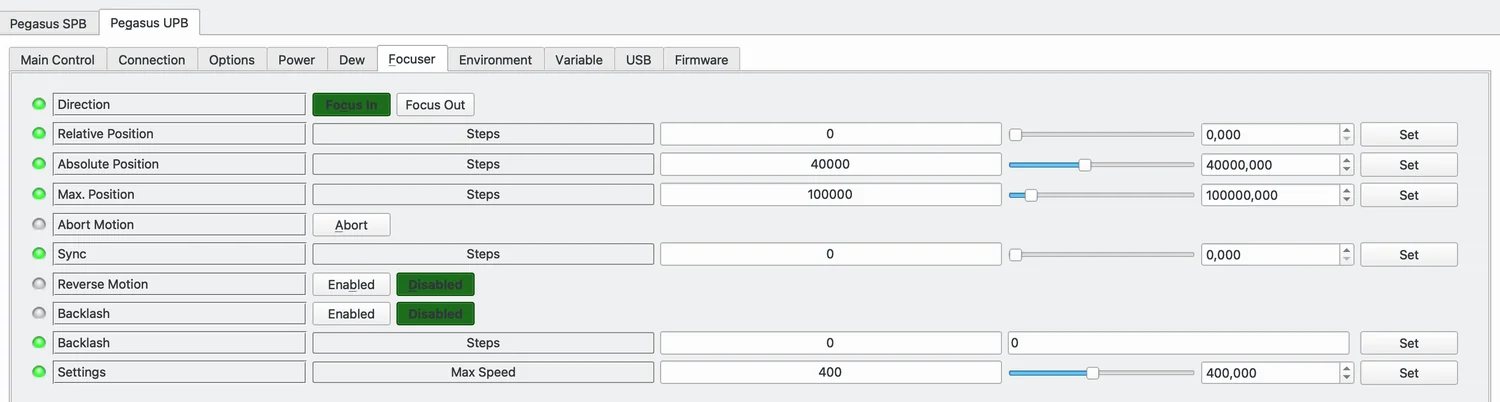 Pegasus SPB Pegasus UPB
Main Control Connection Options Power Dew Focuser Environment Variable USB Firmware
Direction Focus In Focus Out
Relative Position Steps 0 0,000 Set
Absolute Position Steps 40000 40000,000 Set
Max. Position Steps 100000 100000,000 Set
Abort Motion Abort
Sync Steps 0 0,000 Set
Reverse Motion Enabled Disabled
Backlash Enabled Disabled
Backlash Steps 0 0 Set
Settings Max Speed 400 400,000 Set